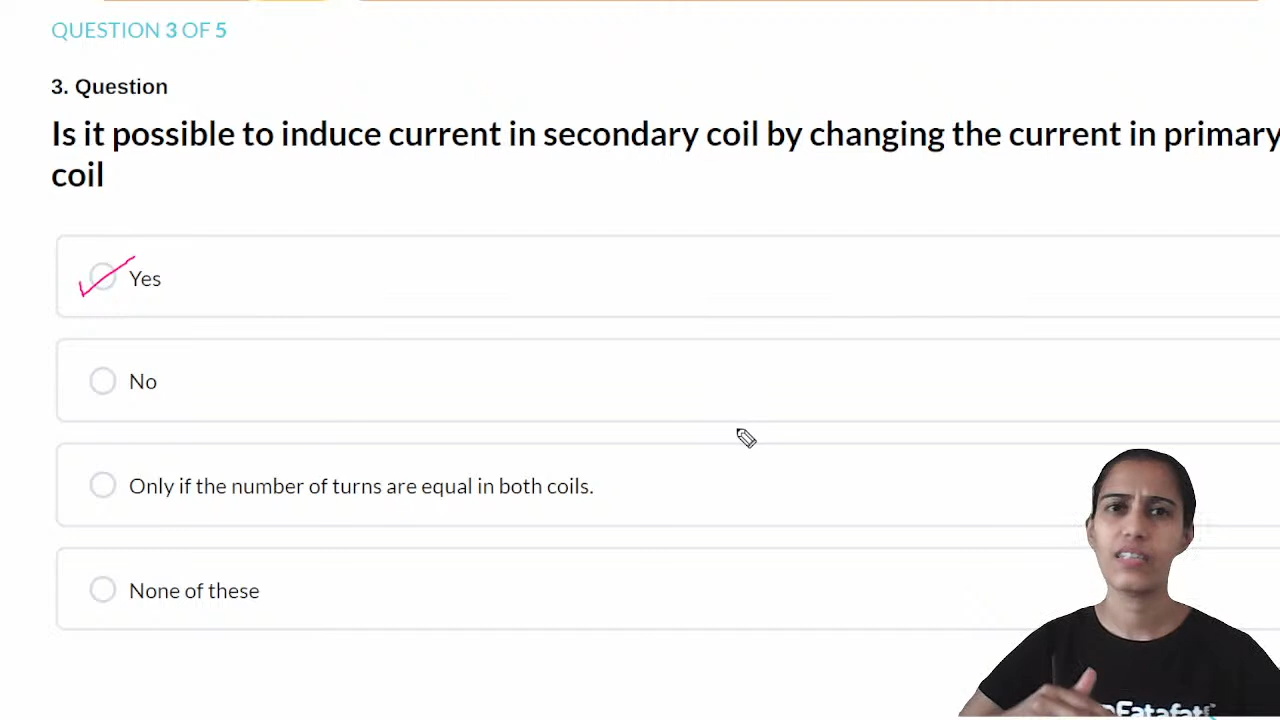 QUESTION 3 OF 5
3. Question
Is it possible to induce current in secondary coil by changing the current in primary
coil
Yes
No
Only if the number of turns are equal in both coils.
None of these